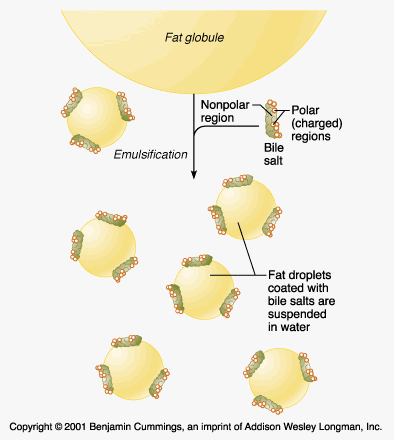 Fat globule
Nonpolar
region
Polar
(charged)
regions
Bile
salt
Emulsification
Fat droplets
coated with
bile salts are
suspended
in water
Copyright © 2001 Benjamin Cummings, an imprint of Addison Wesley Longman, Inc.